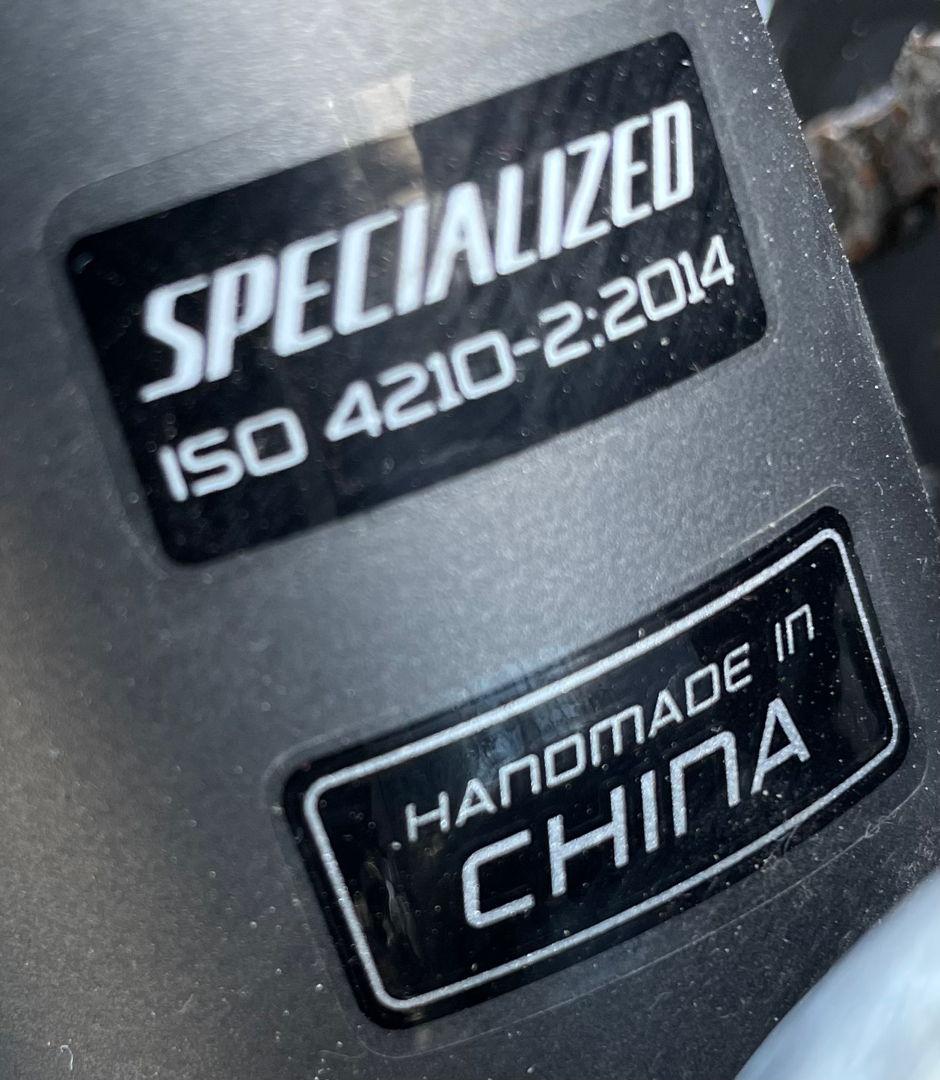 SPECIALIZED
ISO 4210-2:2014
HANDMADE IN
CHINA